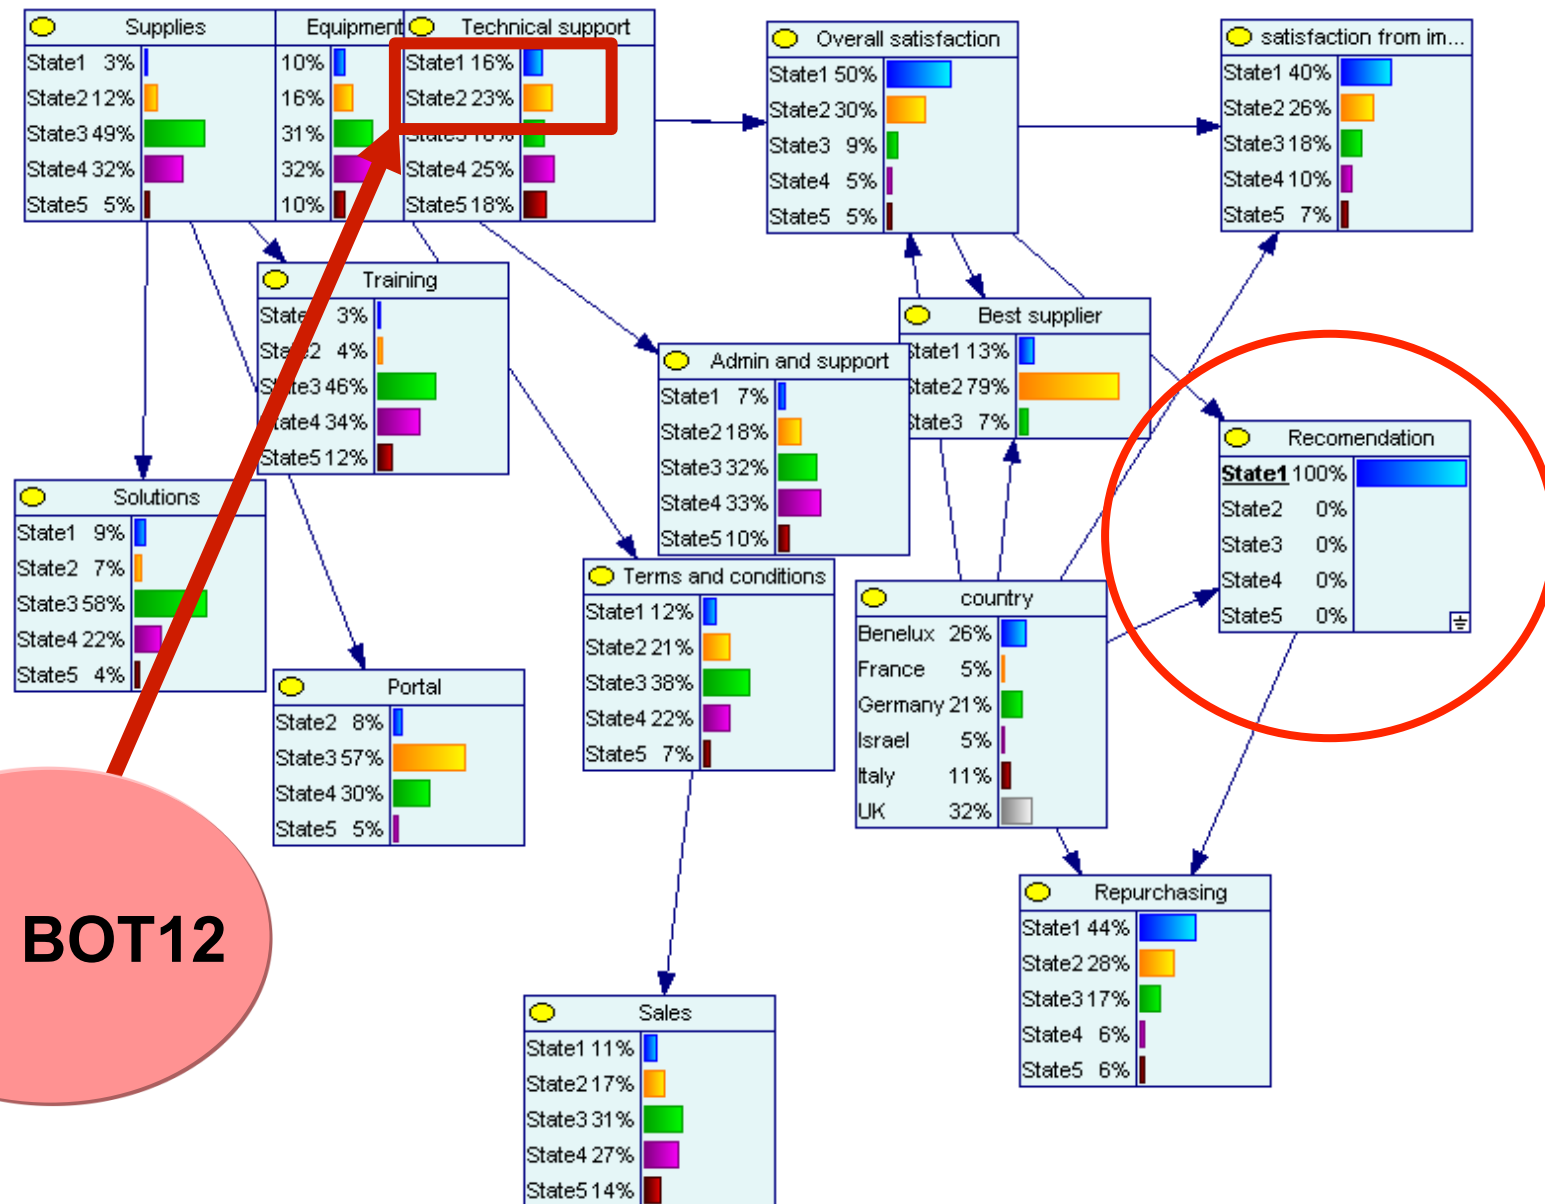 Supplies
State1 3%
State2 12%
State3 49%
State4 32%
State5 5%
Equipment
10%
16%
31%
32%
10%
Technical support
State1 16%
State2 23%
State4 25%
State5 18%
Overall satisfaction
State1 50%
State2 30%
State3 9%
State4 5%
State5 5%
satisfaction from im...
State1 40%
State2 26%
State3 18%
State4 10%
State5 7%
Training
State 3%
State2 4%
State3 46%
State4 34%
State5 12%
Best supplier
State1 13%
State2 79%
State3 7%
Admin and support
State1 7%
State2 18%
State3 32%
State4 33%
State5 10%
Recomendation
State1 100%
State2 0%
State3 0%
State4 0%
State5 0%
Solutions
State1 9%
State2 7%
State3 58%
State4 22%
State5 4%
Terms and conditions
State1 12%
State2 21%
State3 38%
State4 22%
State5 7%
country
Benelux 26%
France 5%
Germany 21%
Israel 5%
Italy 11%
UK 32%
Portal
State2 8%
State3 57%
State4 30%
State5 5%
BOT12
Repurchasing
State1 44%
State2 28%
State3 17%
State4 6%
State5 6%
Sales
State1 11%
State2 17%
State3 31%
State4 27%
State5 14%